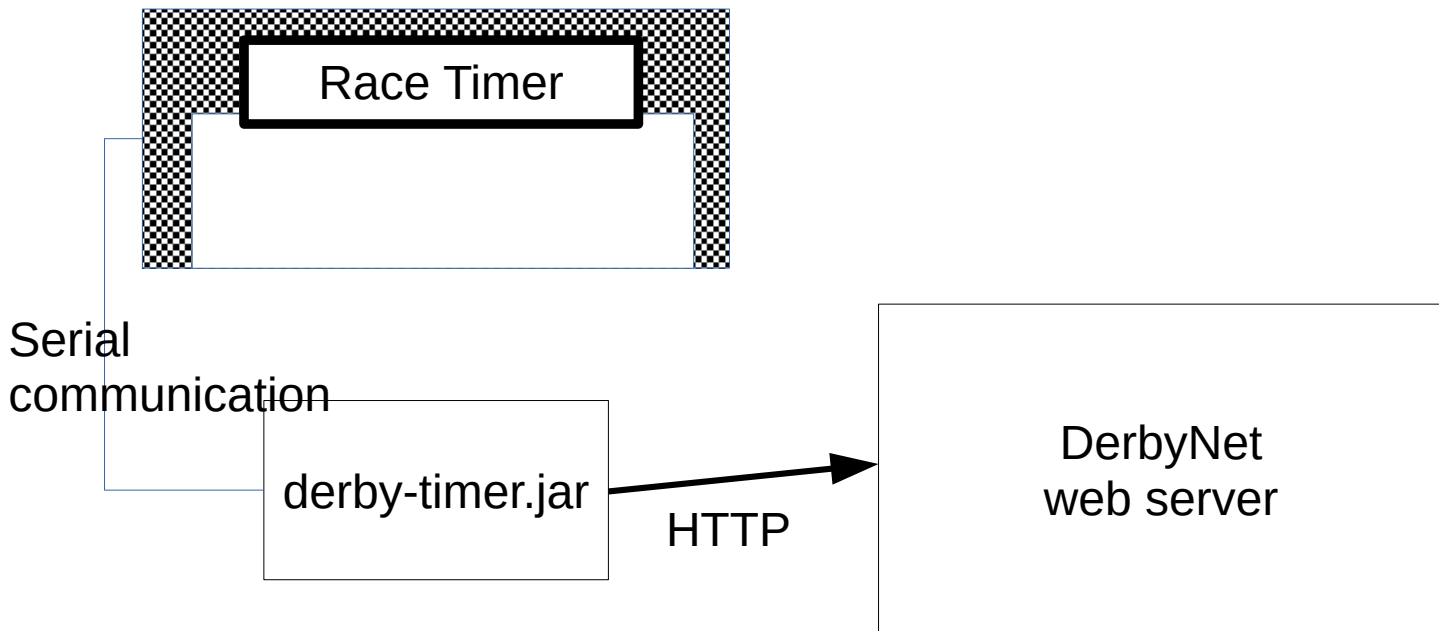 Race Timer
Serial
communication
derby-timer.jar
HTTP
DerbyNet
web server